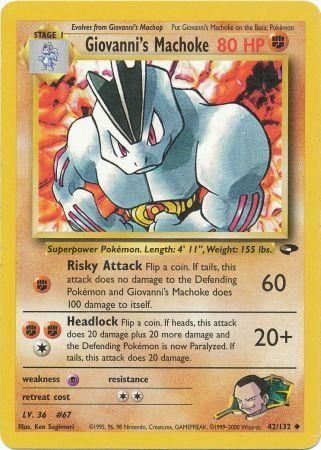 Evolves from Giovanni's Machop Put Giovanni's Machoke on the Basic Pokémon
STAGE 1
Giovanni's Machoke 80 HP
Superpower Pokémon. Length: 4' 11", Weight: 155 lbs.
Risky Attack Flip a coin. If tails, this
attack does no damage to the Defending
Pokémon and Giovanni's Machoke does
100 damage to itself.
60
Headlock Flip a coin. If heads, this attack
does 20 damage plus 20 more damage and
the Defending Pokémon is now Paralyzed. If
tails, this attack does 20 damage.
20+
weakness resistance
retreat cost
LV. 36 #67
Illus. Ken Sugimori ©1995, 96, 98 Nintendo, Creatures, GAMEFREAK. ©1999-2000 Wizards. 42/132